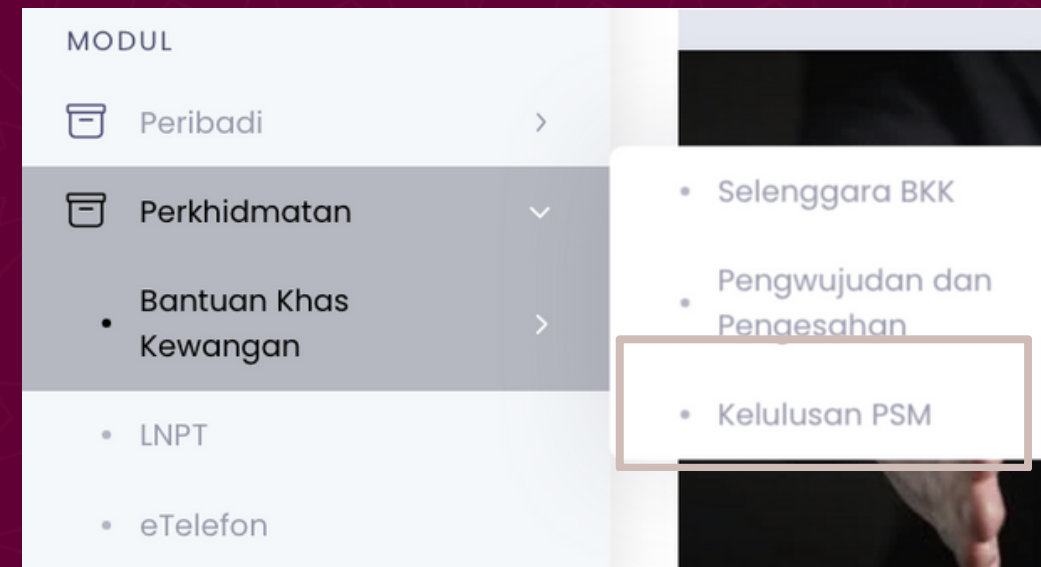 MODUL
Peribadi
Perkhidmatan
Bantuan Khas
Kewangan
LNPT
eTelefon
Selenggara BKK
Pengwujudan dan
Pengesahan
Kelulusan PSM